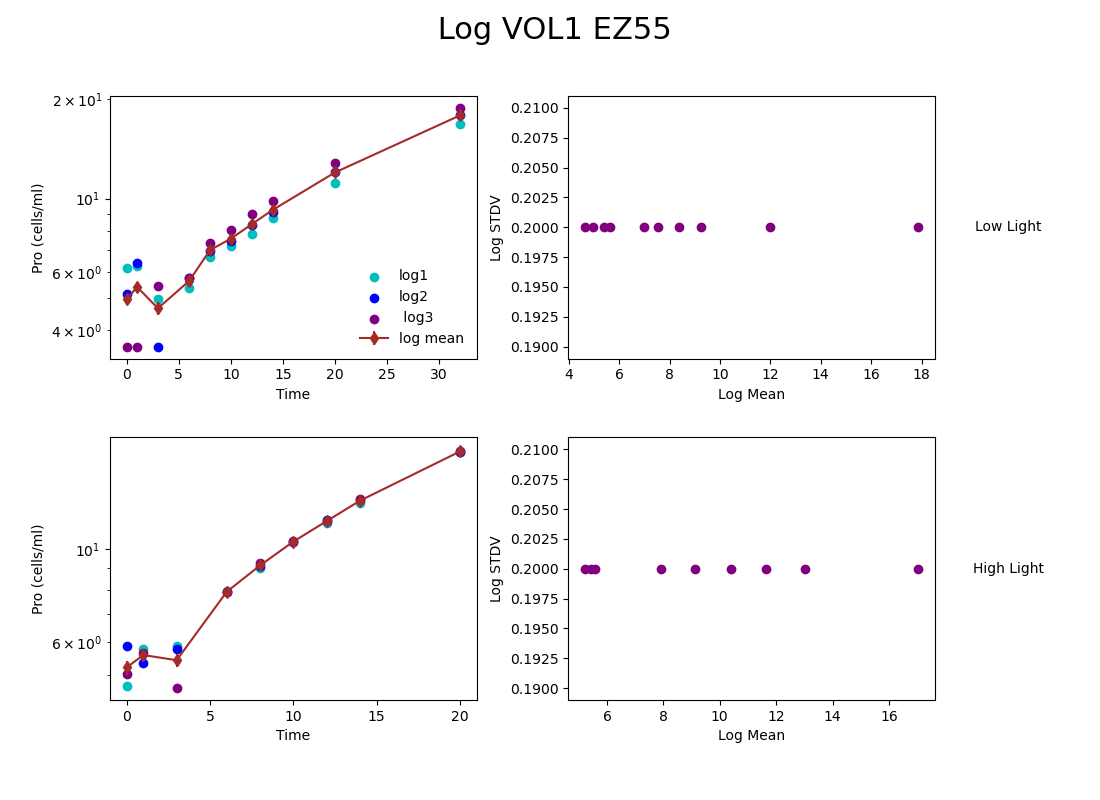 Log VOL1 EZ55
Pro (cells/ml)
2 × 10¹
10¹
6 × 10⁰
4 × 10⁰
0 5 10 15 20 25 30
Time
log1
log2
log3
log mean
Log STDV
0.2100
0.2075
0.2050
0.2025
0.2000
0.1975
0.1950
0.1925
0.1900
4 6 8 10 12 14 16 18
Log Mean
Low Light
Pro (cells/ml)
10¹
6 × 10⁰
0 5 10 15 20
Time
Log STDV
0.2100
0.2075
0.2050
0.2025
0.2000
0.1975
0.1950
0.1925
0.1900
6 8 10 12 14 16
Log Mean
High Light